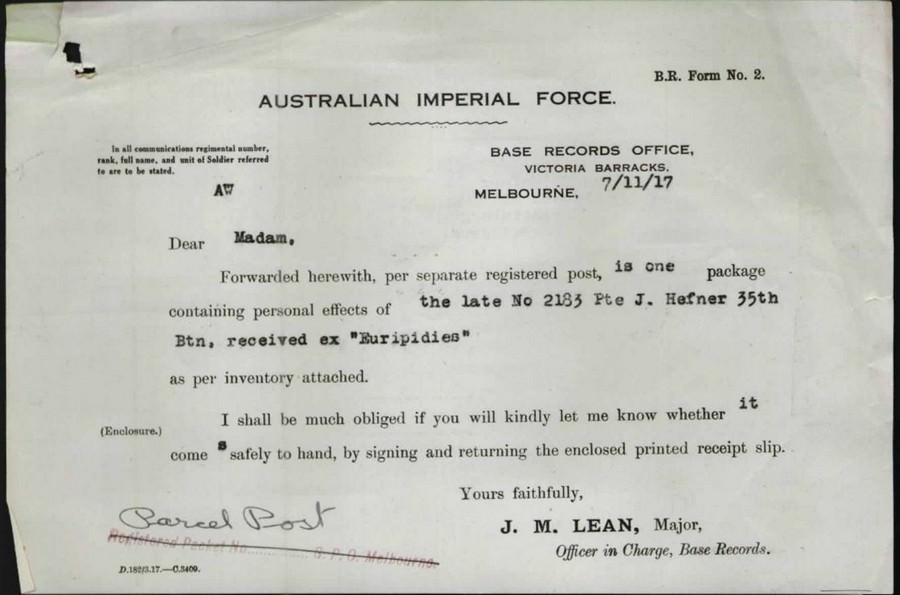 B.R. Form No. 2.
AUSTRALIAN IMPERIAL FORCE.
In all communications regimental number,
rank, full name, and unit of Soldier referred
to are to be stated.
AW
BASE RECORDS OFFICE,
VICTORIA BARRACKS,
MELBOURNE, 7/11/17
Dear Madam,
Forwarded herewith, per separate registered post, is one package
containing personal effects of the late No 2183 Pte J. Hefner 35th
Btn, received ex "Euripidies"
as per inventory attached.
I shall be much obliged if you will kindly let me know whether it
(Enclosure.)
come s safely to hand, by signing and returning the enclosed printed receipt slip.
Yours faithfully,
J. M. LEAN, Major,
Officer in Charge, Base Records.
Parcel Post
Registered Packet No. G. P. O. Melbourne.
D.182/3.17.—C.3409.